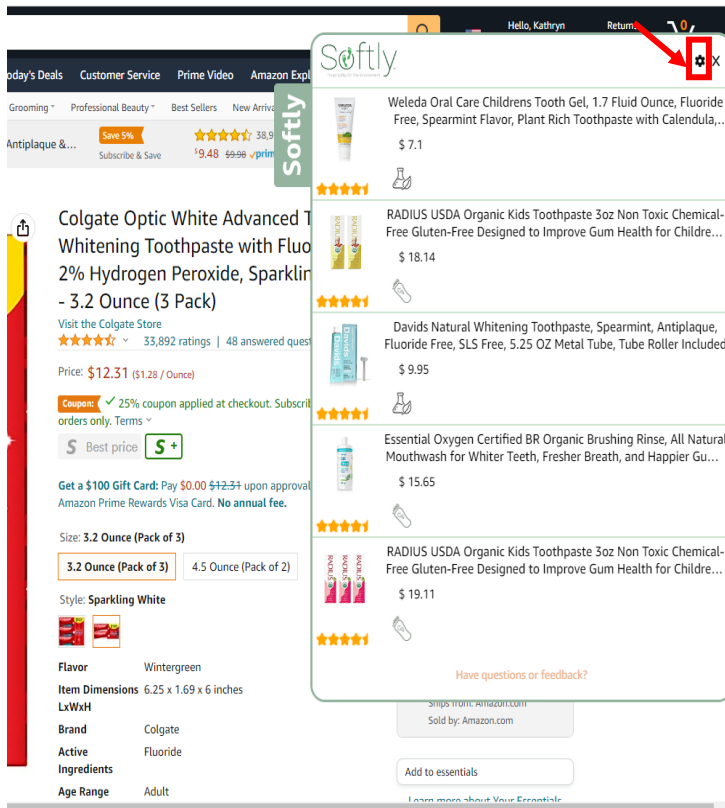 Hello, Kathryn
Return
0
oday's Deals Customer Service Prime Video Amazon Expl
Grooming Professional Beauty Best Sellers New Arriva
Antiplaque &...
Save 5%
Subscribe & Save
38,9
$9.48 $9.98 prim
Softly
Softly
X
Weleda Oral Care Childrens Tooth Gel, 1.7 Fluid Ounce, Fluoride
Free, Spearmint Flavor, Plant Rich Toothpaste with Calendula,...
$ 7.1
RADIUS USDA Organic Kids Toothpaste 3oz Non Toxic Chemical-
Free Gluten-Free Designed to Improve Gum Health for Childre...
$ 18.14
Davids Natural Whitening Toothpaste, Spearmint, Antiplaque,
Fluoride Free, SLS Free, 5.25 OZ Metal Tube, Tube Roller Included
$ 9.95
Essential Oxygen Certified BR Organic Brushing Rinse, All Natural
Mouthwash for Whiter Teeth, Fresher Breath, and Happier Gu...
$ 15.65
RADIUS USDA Organic Kids Toothpaste 3oz Non Toxic Chemical-
Free Gluten-Free Designed to Improve Gum Health for Childre...
$ 19.11
Have questions or feedback?
Colgate Optic White Advanced T
Whitening Toothpaste with Fluo
2% Hydrogen Peroxide, Sparklin
- 3.2 Ounce (3 Pack)
Visit the Colgate Store
33,892 ratings | 48 answered quest
Price: $12.31 ($1.28 / Ounce)
Coupon: 25% coupon applied at checkout. Subscri
orders only. Terms
S Best price S +
Get a $100 Gift Card: Pay $0.00 $12.31 upon approval
Amazon Prime Rewards Visa Card. No annual fee.
Size: 3.2 Ounce (Pack of 3)
3.2 Ounce (Pack of 3) 4.5 Ounce (Pack of 2)
Style: Sparkling White
Flavor Wintergreen
Item Dimensions 6.25 x 1.69 x 6 inches
LxWxH
Brand Colgate
Active Fluoride
Ingredients
Age Range Adult
Ships from: Amazon.com
Sold by: Amazon.com
Add to essentials
Learn more about Your Essentials